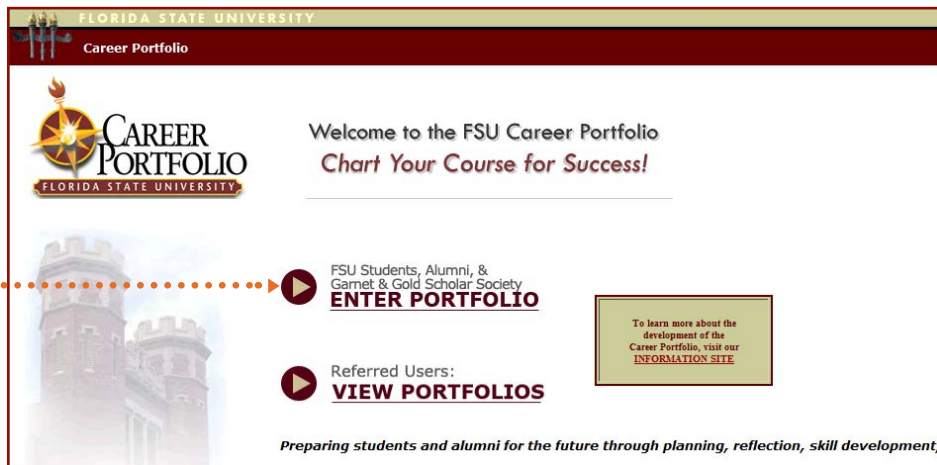 FLORIDA STATE UNIVERSITY
Career Portfolio
CAREER
PORTFOLIO
FLORIDA STATE UNIVERSITY
Welcome to the FSU Career Portfolio
Chart Your Course for Success!
FSU Students, Alumni, &
Garnet & Gold Scholar Society
ENTER PORTFOLIO
To learn more about the
development of the
Career Portfolio, visit our
INFORMATION SITE
Referred Users:
VIEW PORTFOLIOS
Preparing students and alumni for the future through planning, reflection, skill development,